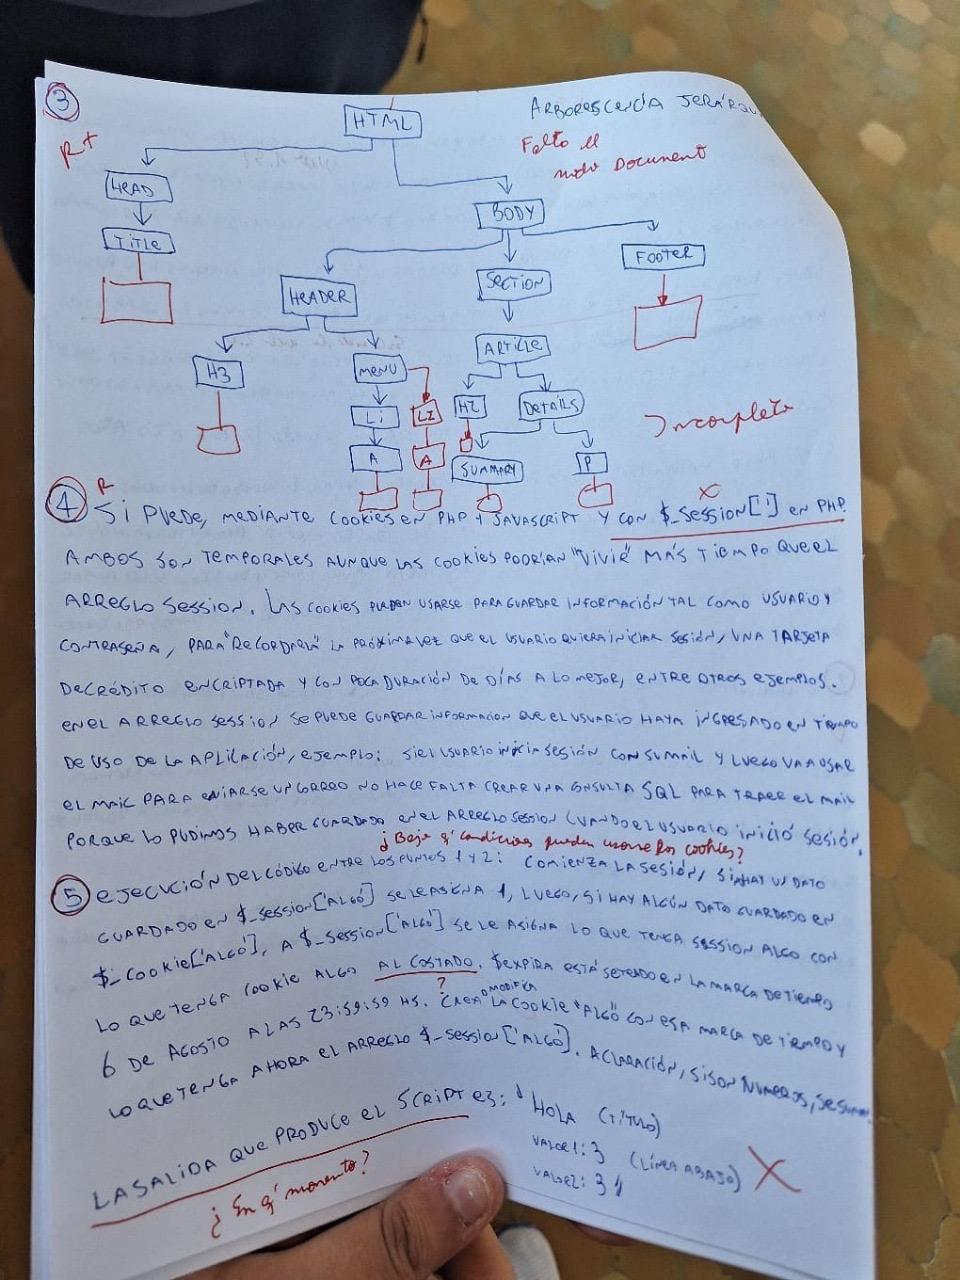 3
ARBORESCENCIA JERÁRQU
HTML
R+
Falto el
nodo Document
HEAD
BODY
TITLE
FOOTER
HEADER
SECTION
ARTICLE
H3
MENU
LI
LI
H2
DETAILS
Incompleto
A
A
SUMMARY
P
R
4 SI PUEDE, MEDIANTE COOKIES EN PHP Y JAVASCRIPT Y CON $_SESSION[''] EN PHP.
AMBOS SON TEMPORALES AUNQUE LAS COOKIES PODRÍAN "VIVIR" MÁS TIEMPO QUE EL
ARREGLO SESSION. LAS COOKIES PUEDEN USARSE PARA GUARDAR INFORMACIÓN TAL COMO USUARIO Y
CONTRASEÑA, PARA "RECORDARLA" LA PRÓXIMA VEZ QUE EL USUARIO QUIERA INICIAR SESIÓN, UNA TARJETA
DE CRÉDITO ENCRIPTADA Y CON POCA DURACIÓN DE DÍAS A LO MEJOR, ENTRE OTROS EJEMPLOS.
EN EL ARREGLO SESSION SE PUEDE GUARDAR INFORMACION QUE EL USUARIO HAYA INGRESADO EN TIEMPO
DE USO DE LA APLICACIÓN, EJEMPLO: SI EL USUARIO INICIA SESIÓN CON SU MAIL Y LUEGO VA A USAR
EL MAIL PARA ENVIARSE UN CORREO NO HACE FALTA CREAR UNA CONSULTA SQL PARA TRAER EL MAIL
PORQUE LO PUDIMOS HABER GUARDADO EN EL ARREGLO SESSION CUANDO EL USUARIO INICIÓ SESIÓN.
¿Bajo q' condiciones pueden usarse las cookies?
5 EJECUCIÓN DEL CÓDIGO ENTRE LOS PUNTOS 1 Y 2: COMIENZA LA SESIÓN, SI HAY UN DATO
GUARDADO EN $_SESSION['ALGO'] SE LE ASIGNA 1, LUEGO, SI HAY ALGÚN DATO GUARDADO EN
$_COOKIE['ALGO'], A $_SESSION['ALGO'] SE LE ASIGNA LO QUE TENGA SESSION ALGO CON
LO QUE TENGA COOKIE ALGO AL COSTADO. $EXPIRA ESTÁ SETEADO EN LA MARCA DE TIEMPO
?
6 DE AGOSTO A LAS 23:59:59 HS. CREA O MODIFICA LA COOKIE "ALGO" CON ESA MARCA DE TIEMPO Y
LO QUE TENGA AHORA EL ARREGLO $_SESSION['ALGO']. ACLARACIÓN, SI SON NUMEROS, SE SUMAN
LA SALIDA QUE PRODUCE EL SCRIPT ES: " HOLA (TÍTULO)
VALOR1: 3 (LÍNEA ABAJO)
VALOR2: 3 "
¿En q' momento?